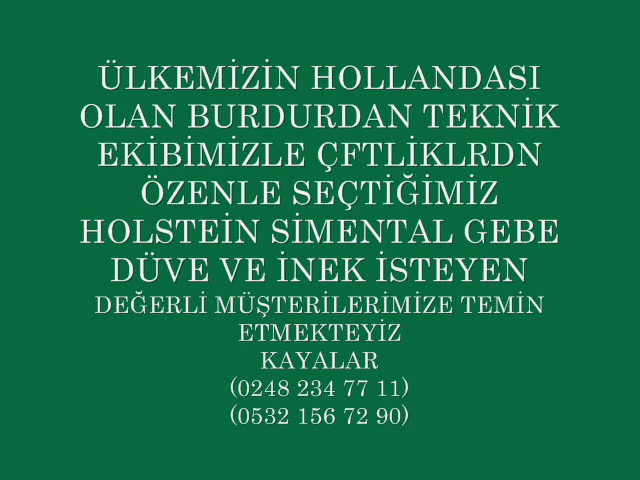 ÜLKEMİZİN HOLLANDASI
OLAN BURDURDAN TEKNİK
EKİBİMİZLE ÇFTLİKLRDN
ÖZENLE SEÇTİĞİMİZ
HOLSTEİN SİMENTAL GEBE
DÜVE VE İNEK İSTEYEN
DEĞERLİ MÜŞTERİLERİMİZE TEMİN
ETMEKTEYİZ
KAYALAR
(0248 234 77 11)
(0532 156 72 90)